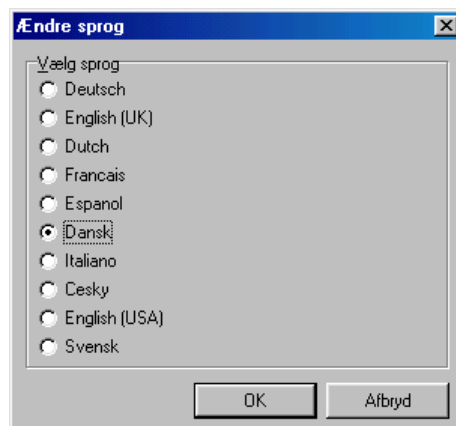 Ændre sprog
Vælg sprog
Deutsch
English (UK)
Dutch
Francais
Espanol
Dansk
Italiano
Cesky
English (USA)
Svensk
OK
Afbryd